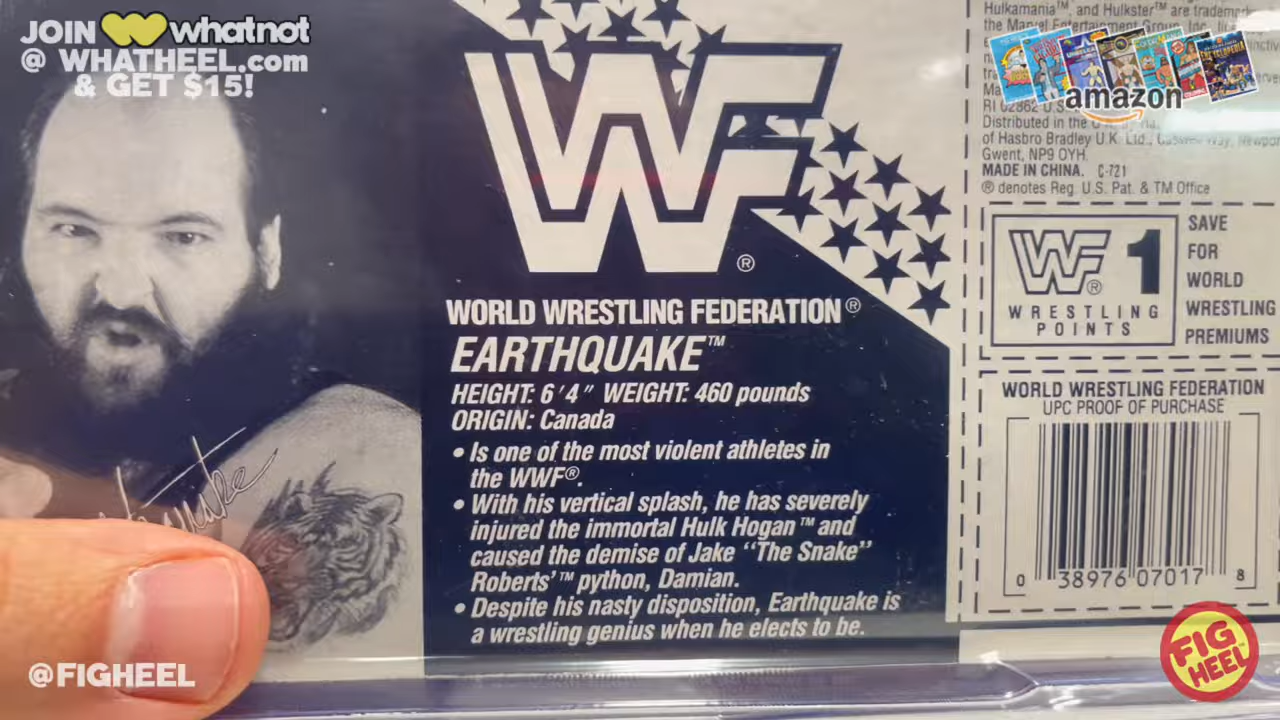 JOIN whatnot
@ WHATHEEL.com
& GET $15!
WF
®
WORLD WRESTLING FEDERATION®
EARTHQUAKE™
HEIGHT: 6'4" WEIGHT: 460 pounds
ORIGIN: Canada
• Is one of the most violent athletes in
the WWF®.
• With his vertical splash, he has severely
injured the immortal Hulk Hogan™ and
caused the demise of Jake "The Snake"
Roberts'™ python, Damian.
• Despite his nasty disposition, Earthquake is
a wrestling genius when he elects to be.
Hulkamania™, and Hulkster™ are
the Marvel Entertainment Group, Inc.
ENCYCLOPEDIA
amazon
RI 02862 U.S.
Distributed in the
of Hasbro Bradley U.K. Ltd., Way,
Gwent, NP9 OYH.
MADE IN CHINA. C-721
® denotes Reg. U.S. Pat. & TM Office
WF® 1
WRESTLING
POINTS
SAVE
FOR
WORLD
WRESTLING
PREMIUMS
WORLD WRESTLING FEDERATION
UPC PROOF OF PURCHASE
0 38976 07017 8
@FIGHEEL
FIG
HEEL